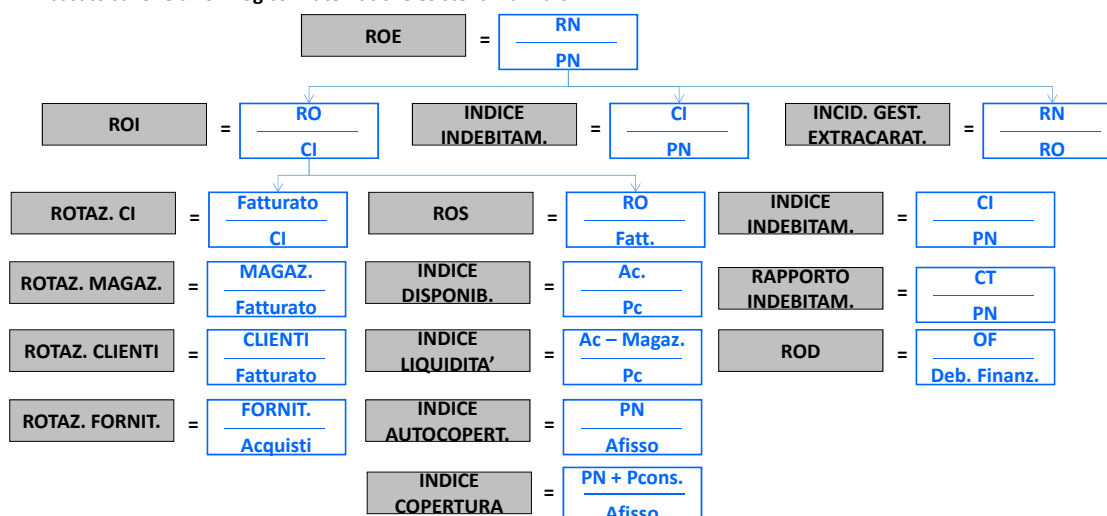 ROE = RN
PN
ROI = RO
CI
INDICE
INDEBITAM. = CI
PN
INCID. GEST.
EXTRACARAT. = RN
RO
ROTAZ. CI = Fatturato
CI
ROS = RO
Fatt.
INDICE
INDEBITAM. = CI
PN
ROTAZ. MAGAZ. = MAGAZ.
Fatturato
INDICE
DISPONIB. = Ac.
Pc
RAPPORTO
INDEBITAM. = CT
PN
ROTAZ. CLIENTI = CLIENTI
Fatturato
INDICE
LIQUIDITA’ = Ac – Magaz.
Pc
ROD = OF
Deb. Finanz.
ROTAZ. FORNIT. = FORNIT.
Acquisti
INDICE
AUTOCOPERT. = PN
Afisso
INDICE
COPERTURA = PN + Pcons.
Afisso